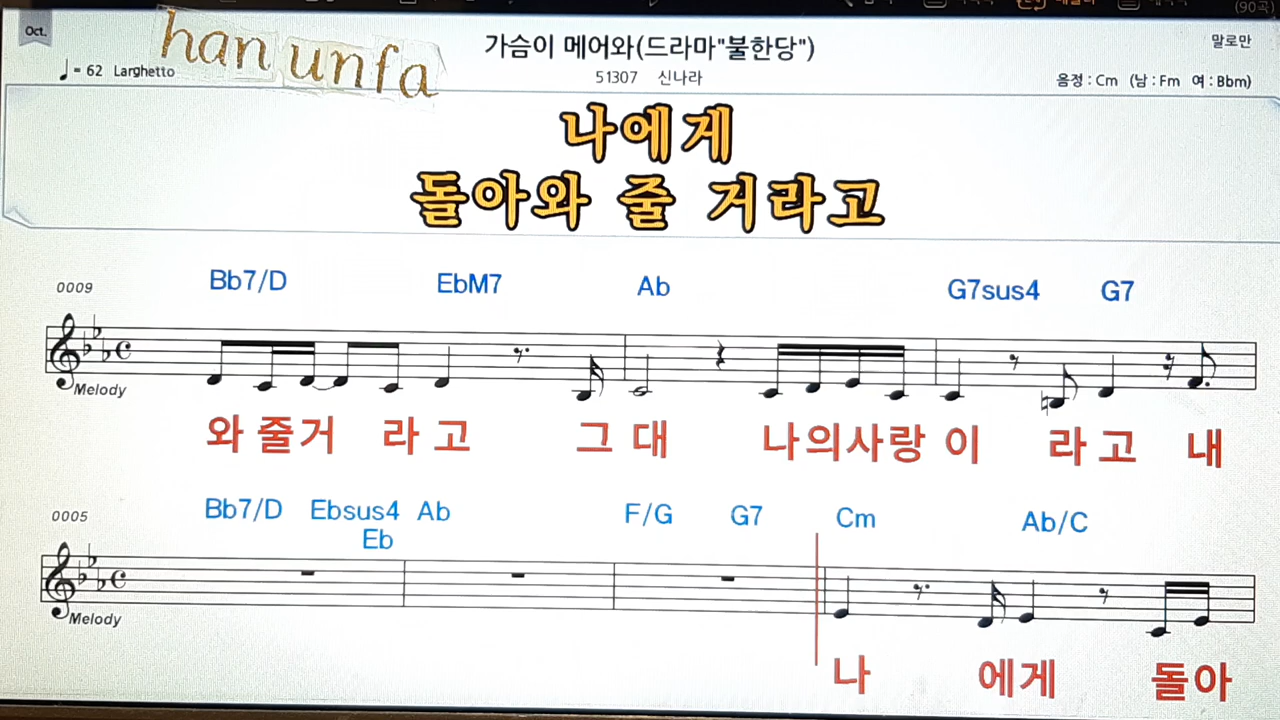 (90곡)
Oct.
han unfa
가슴이 메어와(드라마"불한당")
말로만
♩= 62 Larghetto
51307 신나라
음정 : Cm (남 : Fm 여 : Bbm)
나에게
돌아와 줄 거라고
0009
Bb7/D EbM7 Ab G7sus4 G7
Melody
와 줄거 라 고 그 대 나의사랑 이 라 고 내
0005
Bb7/D Ebsus4 Ab F/G G7 Cm Ab/C
Eb
Melody
나 에게 돌아